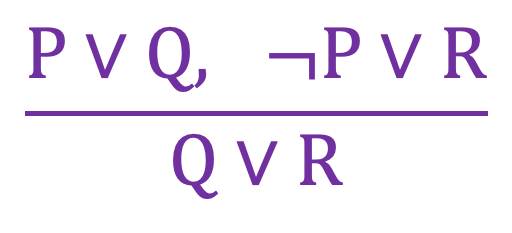 P ∨ Q, ¬P ∨ R
Q ∨ R